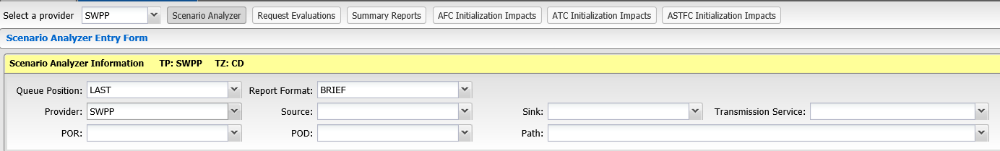 Select a provider SWPP Scenario Analyzer Request Evaluations Summary Reports AFC Initialization Impacts ATC Initialization Impacts ASTFC Initialization Impacts
Scenario Analyzer Entry Form
Scenario Analyzer Information TP: SWPP TZ: CD
Queue Position: LAST Report Format: BRIEF
Provider: SWPP Source: Sink: Transmission Service:
POR: POD: Path: